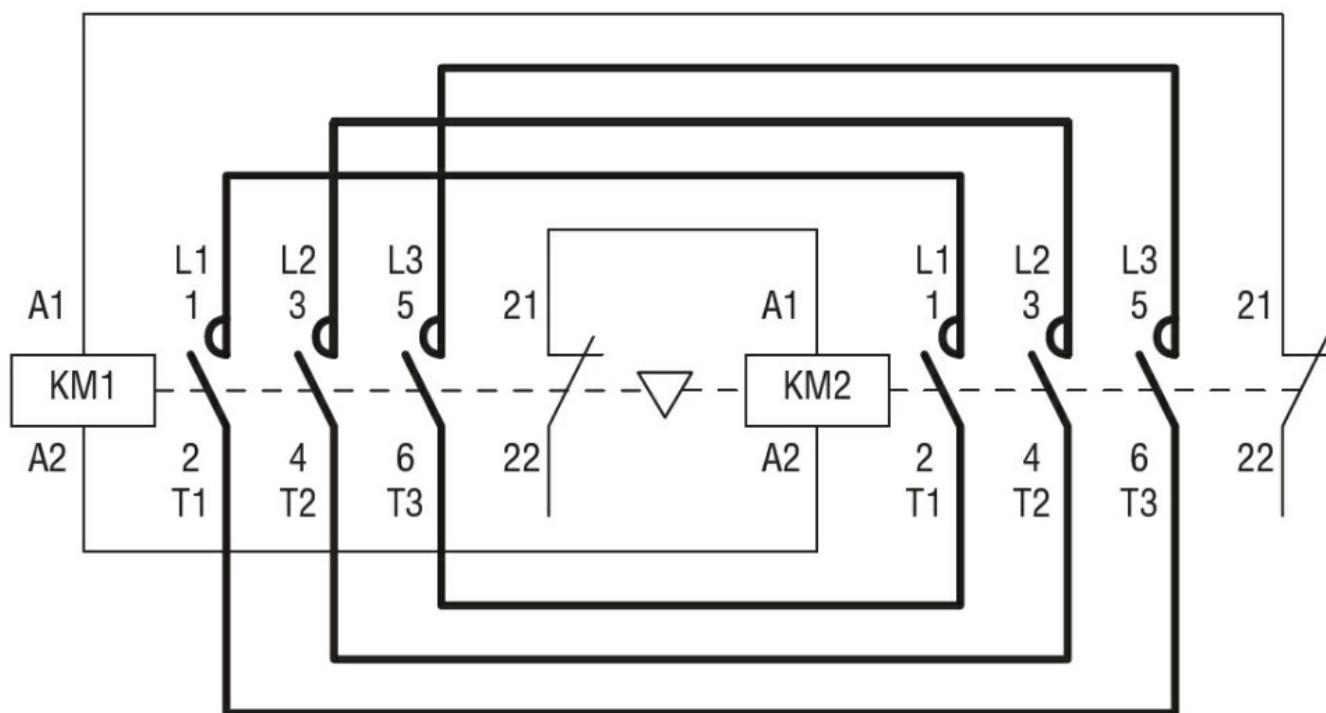 L1 L2 L3 L1 L2 L3
A1 1 3 5 21 A1 1 3 5 21
KM1 KM2
A2 2 4 6 22 A2 2 4 6 22
T1 T2 T3 T1 T2 T3